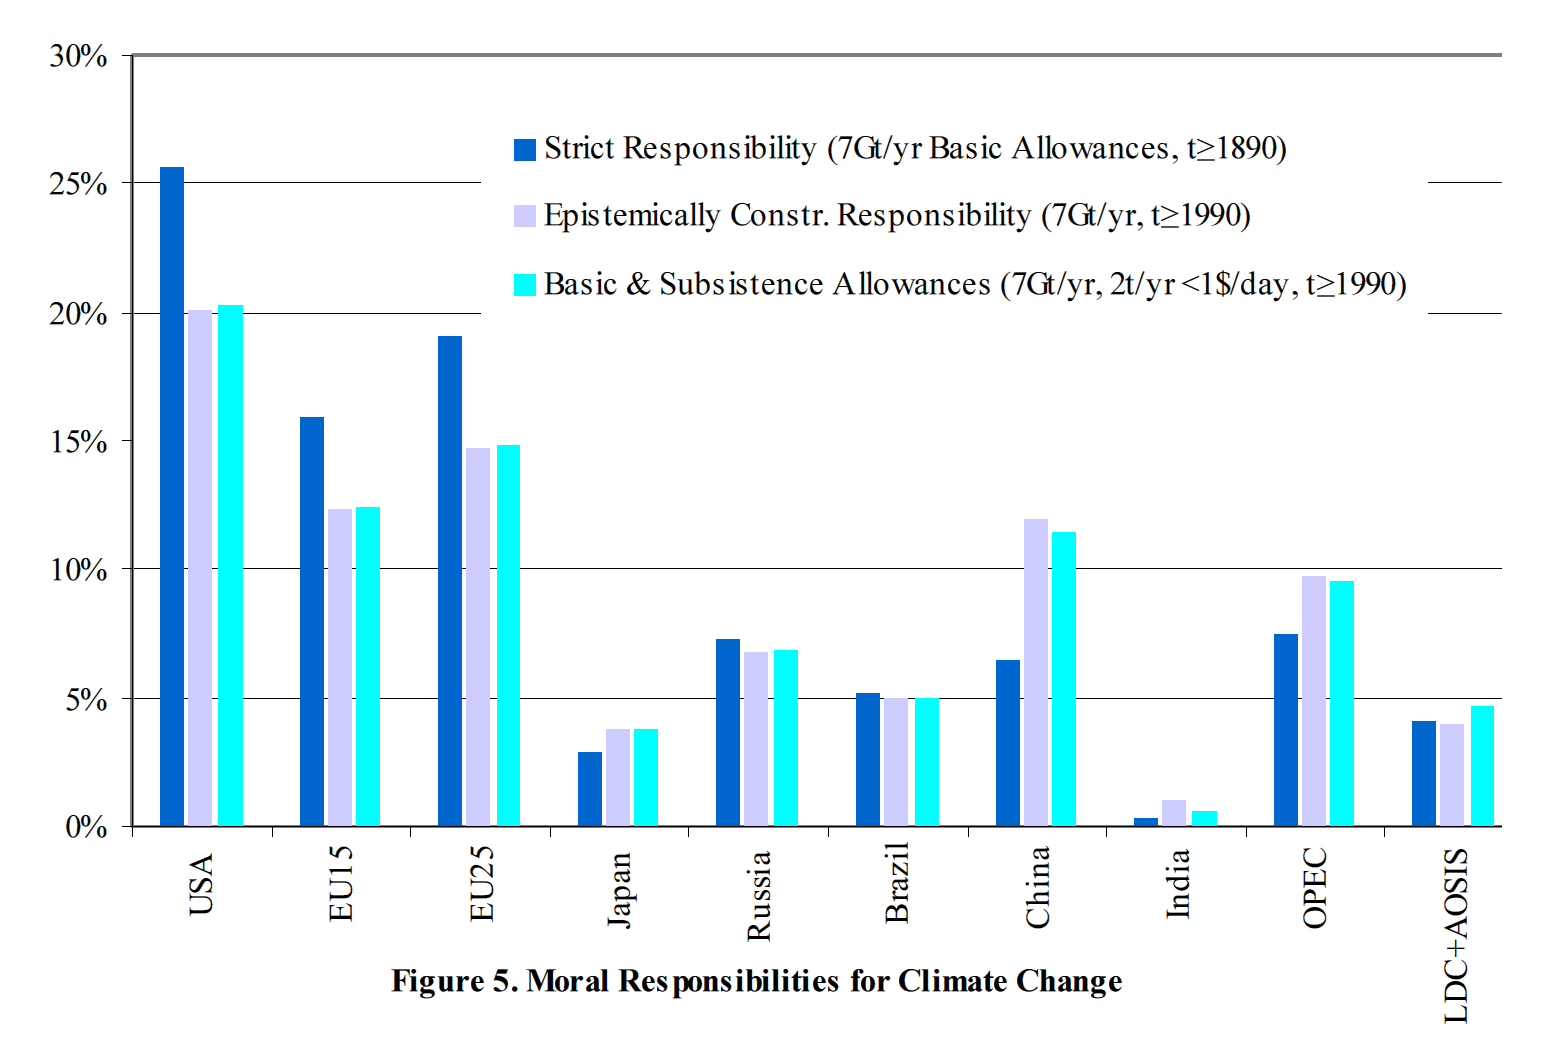 30%
25%
20%
15%
10%
5%
0%
Strict Responsibility (7Gt/yr Basic Allowances, t≥1890)
Epistemically Constr. Responsibility (7Gt/yr, t≥1990)
Basic & Subsistence Allowances (7Gt/yr, 2t/yr <1$/day, t≥1990)
USA
EU15
EU25
Japan
Russia
Brazil
China
India
OPEC
LDC+AOSIS
Figure 5. Moral Responsibilities for Climate Change